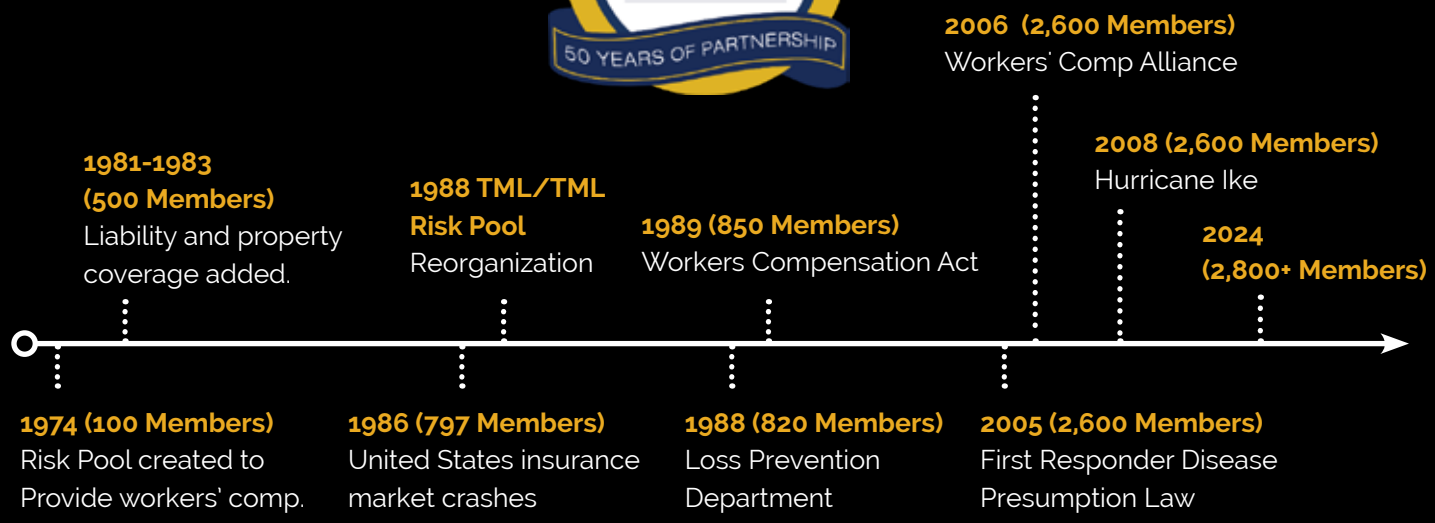 50 YEARS OF PARTNERSHIP
2006 (2,600 Members)
Workers' Comp Alliance
2008 (2,600 Members)
Hurricane Ike
1981-1983
(500 Members)
Liability and property
coverage added.
1988 TML/TML
Risk Pool
Reorganization
1989 (850 Members)
Workers Compensation Act
2024
(2,800+ Members)
1974 (100 Members)
Risk Pool created to
Provide workers’ comp.
1986 (797 Members)
United States insurance
market crashes
1988 (820 Members)
Loss Prevention
Department
2005 (2,600 Members)
First Responder Disease
Presumption Law